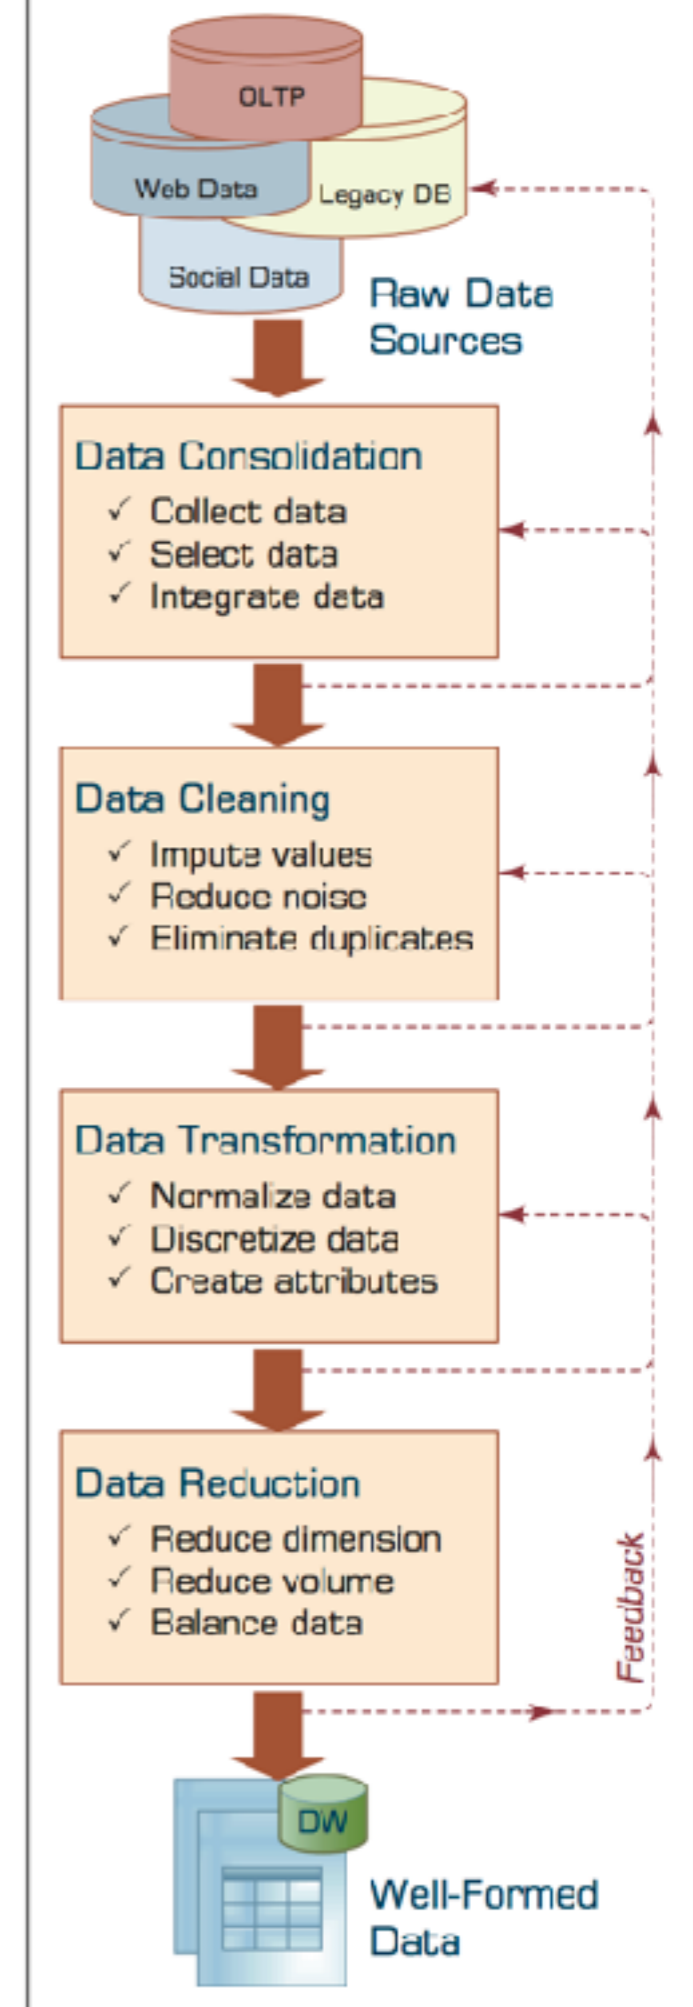 OLTP
Web Data
Legacy DB
Social Data
Raw Data
Sources
Data Consolidation
✓ Collect data
✓ Select data
✓ Integrate data
Data Cleaning
✓ Impute values
✓ Reduce noise
✓ Eliminate duplicates
Data Transformation
✓ Normalize data
✓ Discretize data
✓ Create attributes
Data Reduction
✓ Reduce dimension
✓ Reduce volume
✓ Balance data
Feedback
DW
Well-Formed
Data